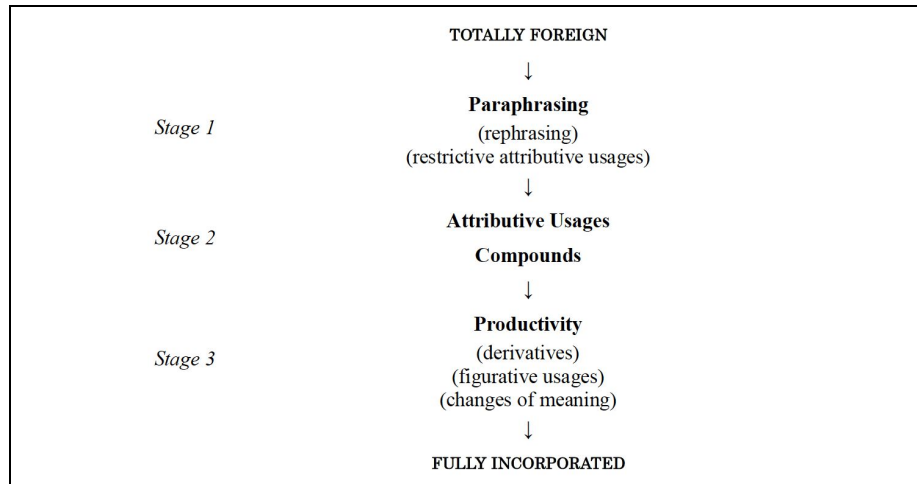 TOTALLY FOREIGN
↓
Stage 1
Paraphrasing
(rephrasing)
(restrictive attributive usages)
↓
Stage 2
Attributive Usages
Compounds
↓
Stage 3
Productivity
(derivatives)
(figurative usages)
(changes of meaning)
↓
FULLY INCORPORATED